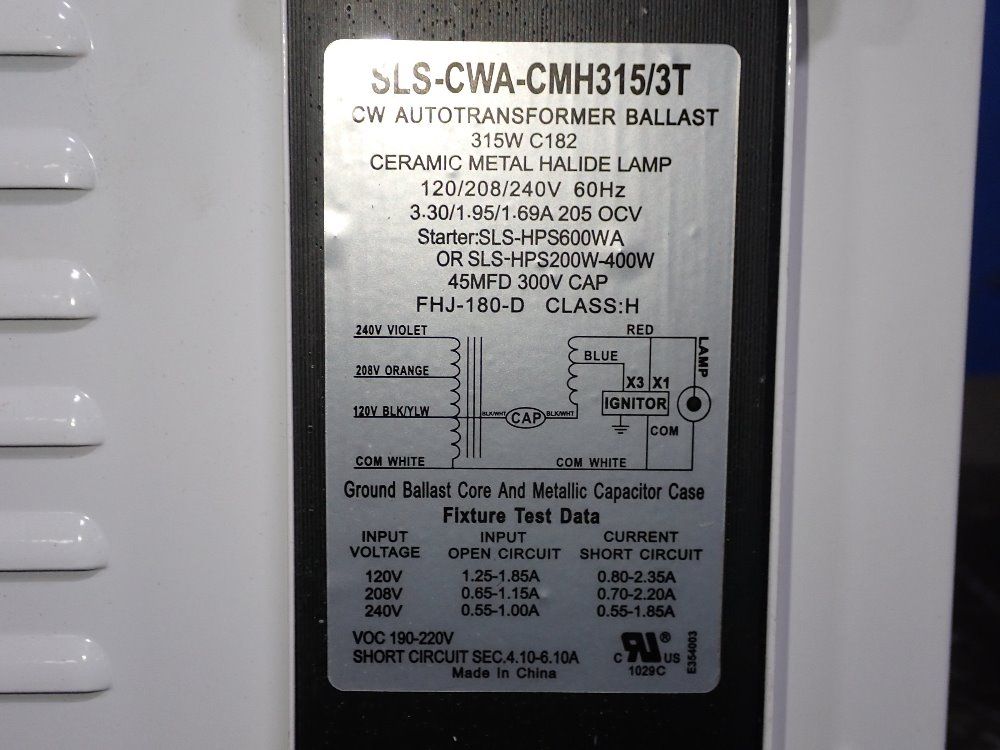 SLS-CWA-CMH315/3T
CW AUTOTRANSFORMER BALLAST
315W C182
CERAMIC METAL HALIDE LAMP
120/208/240V 60Hz
3.30/1.95/1.69A 205 OCV
Starter:SLS-HPS600WA
OR SLS-HPS200W-400W
45MFD 300V CAP
FHJ-180-D CLASS:H
240V VIOLET
RED
BLUE
LAMP
208V ORANGE
X3 X1
IGNITOR
120V BLK/YLW
BLK/WHT
CAP
BLK/WHT
COM
COM WHITE
COM WHITE
Ground Ballast Core And Metallic Capacitor Case
Fixture Test Data
INPUT INPUT CURRENT
VOLTAGE OPEN CIRCUIT SHORT CIRCUIT
120V 1.25-1.85A 0.80-2.35A
208V 0.65-1.15A 0.70-2.20A
240V 0.55-1.00A 0.55-1.85A
VOC 190-220V
SHORT CIRCUIT SEC.4.10-6.10A
Made In China
C RU ® US
1029C
E354003